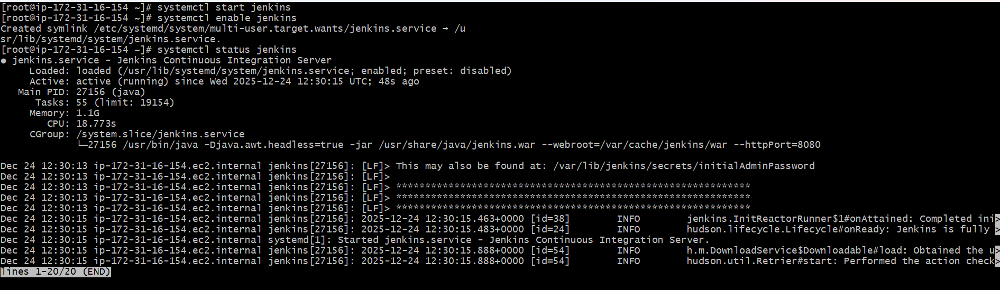 [root@ip-172-31-16-154 ~]# systemctl start jenkins
[root@ip-172-31-16-154 ~]# systemctl enable jenkins
Created symlink /etc/systemd/system/multi-user.target.wants/jenkins.service → /u
sr/lib/systemd/system/jenkins.service.
[root@ip-172-31-16-154 ~]# systemctl status jenkins
● jenkins.service - Jenkins Continuous Integration Server
     Loaded: loaded (/usr/lib/systemd/system/jenkins.service; enabled; preset: disabled)
     Active: active (running) since Wed 2025-12-24 12:30:15 UTC; 48s ago
   Main PID: 27156 (java)
      Tasks: 55 (limit: 19154)
     Memory: 1.1G
        CPU: 18.773s
     CGroup: /system.slice/jenkins.service
             └─27156 /usr/bin/java -Djava.awt.headless=true -jar /usr/share/java/jenkins.war --webroot=/var/cache/jenkins/war --httpPort=8080
Dec 24 12:30:13 ip-172-31-16-154.ec2.internal jenkins[27156]: [LF]> This may also be found at: /var/lib/jenkins/secrets/initialAdminPassword
Dec 24 12:30:13 ip-172-31-16-154.ec2.internal jenkins[27156]: [LF]>
Dec 24 12:30:13 ip-172-31-16-154.ec2.internal jenkins[27156]: [LF]> *************************************************************
Dec 24 12:30:13 ip-172-31-16-154.ec2.internal jenkins[27156]: [LF]> *************************************************************
Dec 24 12:30:13 ip-172-31-16-154.ec2.internal jenkins[27156]: [LF]> *************************************************************
Dec 24 12:30:15 ip-172-31-16-154.ec2.internal jenkins[27156]: 2025-12-24 12:30:15.463+0000 [id=38]        INFO        jenkins.InitReactorRunner$1#onAttained: Completed ini>
Dec 24 12:30:15 ip-172-31-16-154.ec2.internal jenkins[27156]: 2025-12-24 12:30:15.483+0000 [id=24]        INFO        hudson.lifecycle.Lifecycle#onReady: Jenkins is fully >
Dec 24 12:30:15 ip-172-31-16-154.ec2.internal systemd[1]: Started jenkins.service - Jenkins Continuous Integration Server.
Dec 24 12:30:15 ip-172-31-16-154.ec2.internal jenkins[27156]: 2025-12-24 12:30:15.888+0000 [id=54]        INFO        h.m.DownloadService$Downloadable#load: Obtained the u>
Dec 24 12:30:15 ip-172-31-16-154.ec2.internal jenkins[27156]: 2025-12-24 12:30:15.888+0000 [id=54]        INFO        hudson.util.Retrier#start: Performed the action check>
lines 1-20/20 (END)